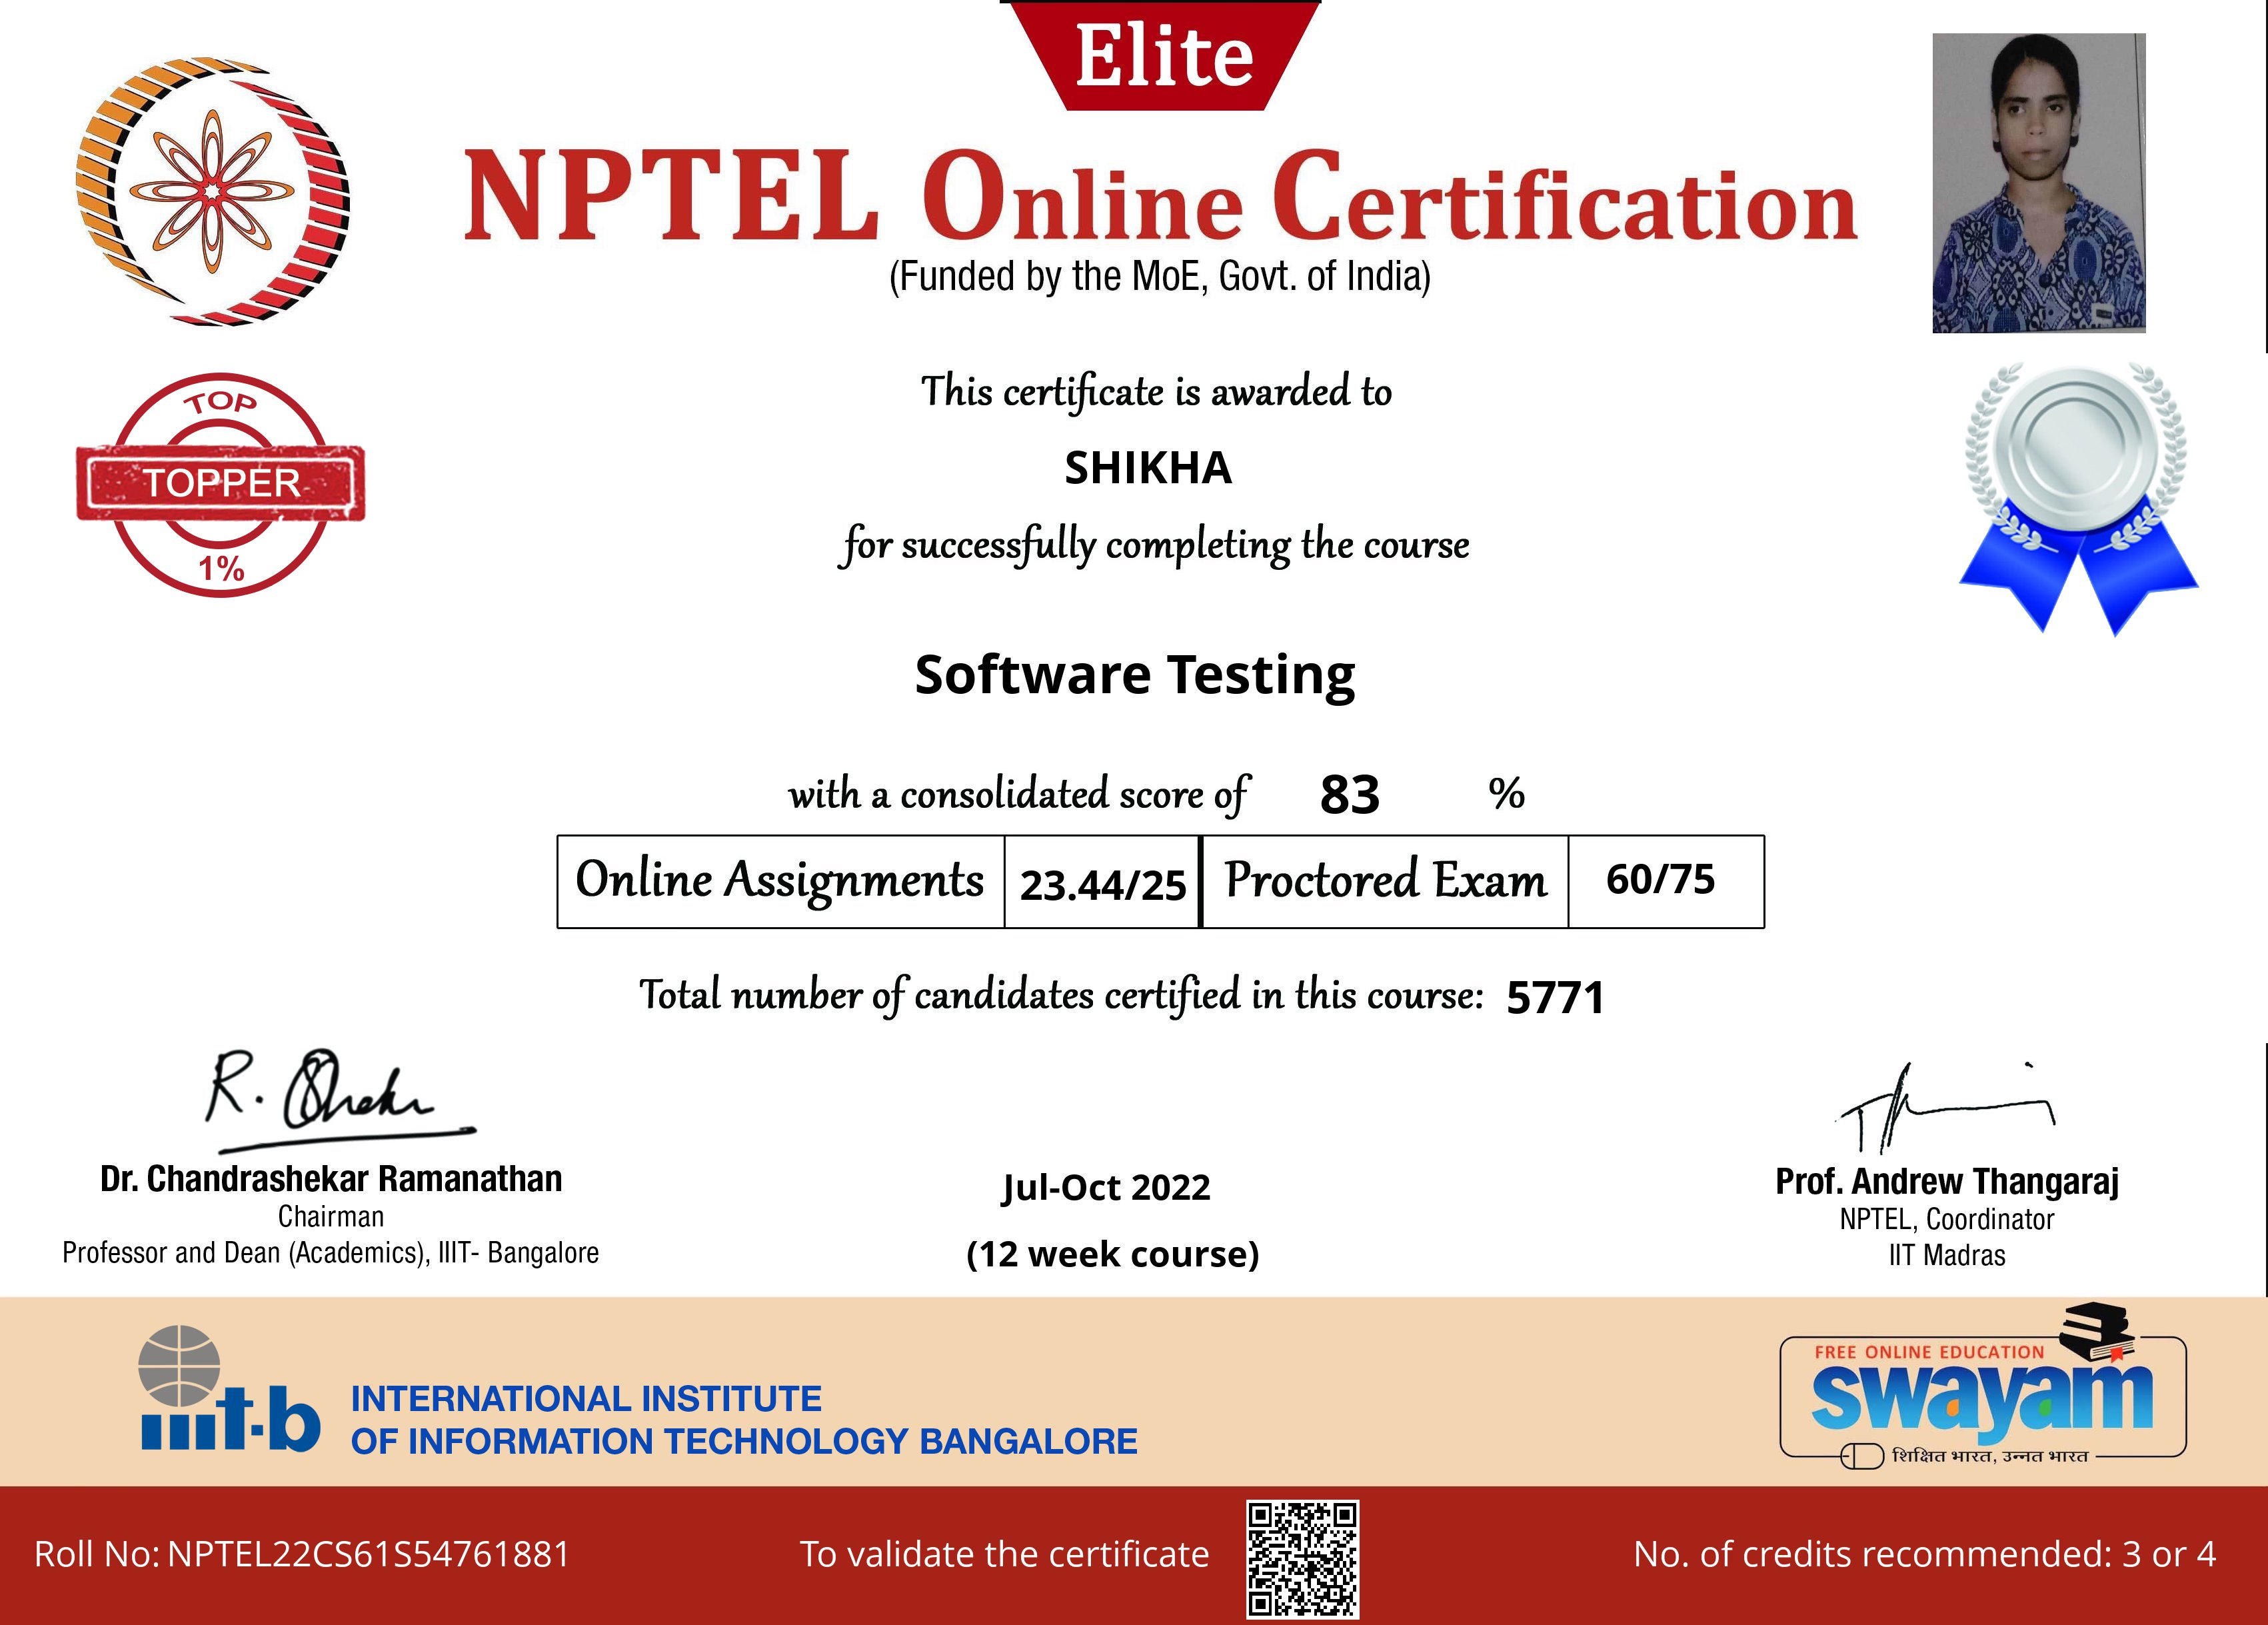 Elite
NPTEL Online Certification
(Funded by the MoE, Govt. of India)
TOP
TOPPER
1%
This certificate is awarded to
SHIKHA
for successfully completing the course
Software Testing
with a consolidated score of 83 %
Online Assignments 23.44/25 Proctored Exam 60/75
Total number of candidates certified in this course: 5771
R. Shekar
Dr. Chandrashekar Ramanathan
Chairman
Professor and Dean (Academics), IIIT- Bangalore
Jul-Oct 2022
(12 week course)
Prof. Andrew Thangaraj
NPTEL, Coordinator
IIT Madras
iiit-b
INTERNATIONAL INSTITUTE
OF INFORMATION TECHNOLOGY BANGALORE
FREE ONLINE EDUCATION
swayam
शिक्षित भारत, उन्नत भारत
Roll No: NPTEL22CS61S54761881
To validate the certificate
No. of credits recommended: 3 or 4